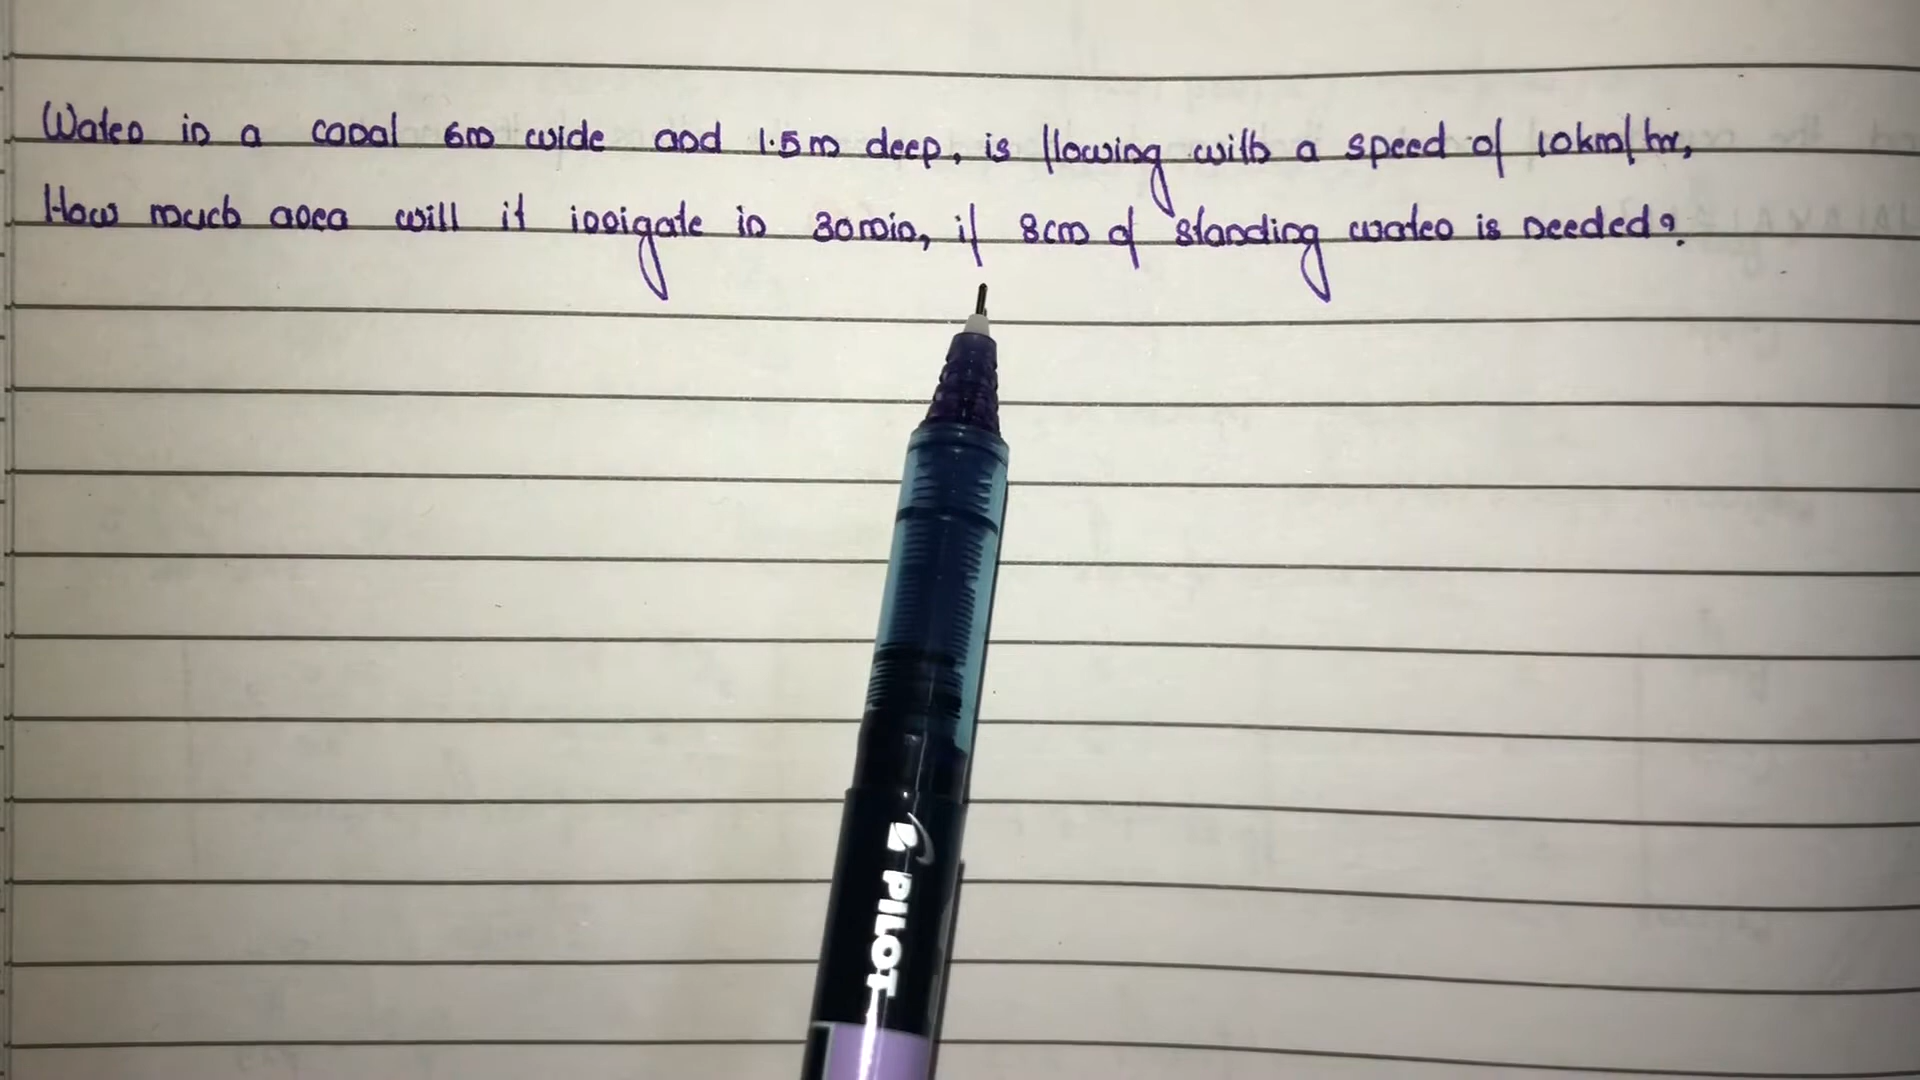 Water in a canal 6m wide and 1.5m deep, is flowing with a speed of 10km/hr,
How much area will it irrigate in 30min, if 8cm of standing water is needed?
PILOT